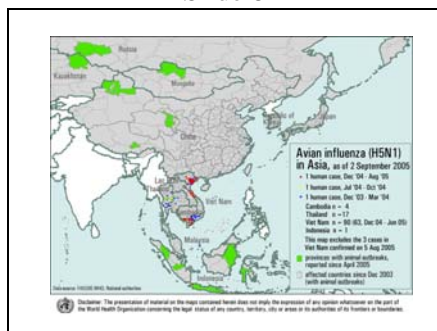 Russia
Kazakhstan
Mongolia
China
Republic of
Japan
Lao
Thailand
Viet Nam
Malaysia
Indonesia
Avian influenza (H5N1)
in Asia, as of 2 September 2005
1 human case, Dec '04 - Aug '05
1 human case, Jul '04 - Oct '04
1 human case, Dec '03 - Mar '04
Cambodia n = 4
Thailand n =17
Viet Nam n = 90 (63, Dec 04 - Jun 05)
Indonesia n = 1
This map excludes the 3 cases in
Viet Nam confirmed on 5 Aug 2005
provinces with animal outbreaks,
reported since April 2005
affected countries since Dec 2003
(with animal outbreaks)
Disclaimer: The presentation of material on the maps contained herein does not imply the expression of any opinion whatsoever on the part of
the World Health Organization concerning the legal status of any country, territory, city or areas or its authorities or of its frontiers or boundaries.